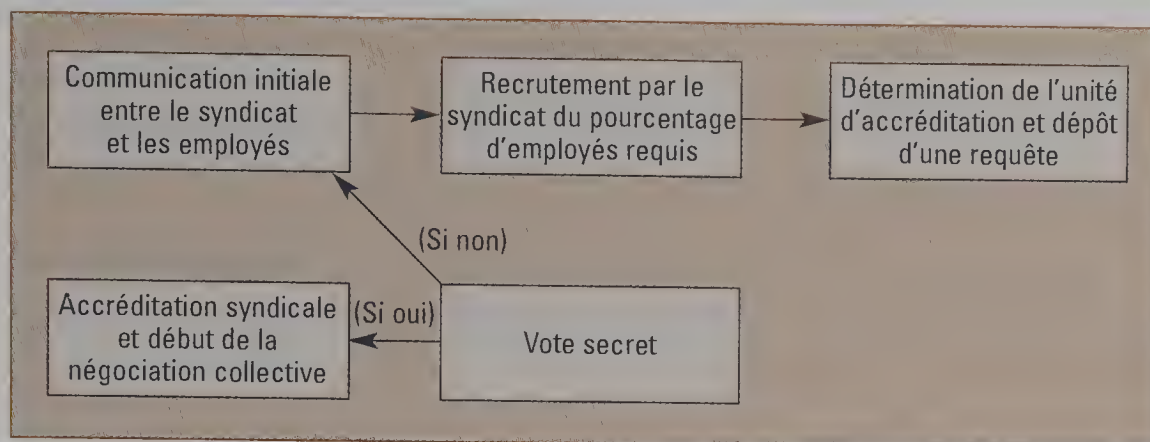 Communication initiale
entre le syndicat
et les employés
Recrutement par le
syndicat du pourcentage
d'employés requis
Détermination de l'unité
d'accréditation et dépôt
d'une requête
(Si non)
Accréditation syndicale
et début de la
négociation collective
(Si oui)
Vote secret